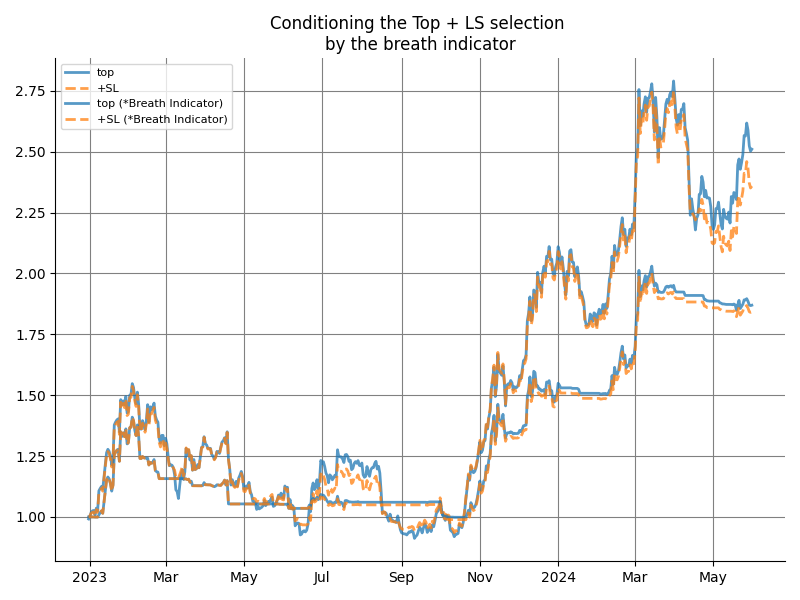 Conditioning the Top + LS selection
by the breath indicator
top
+SL
top (*Breath Indicator)
+SL (*Breath Indicator)
2.75
2.50
2.25
2.00
1.75
1.50
1.25
1.00
2023 Mar May Jul Sep Nov 2024 Mar May